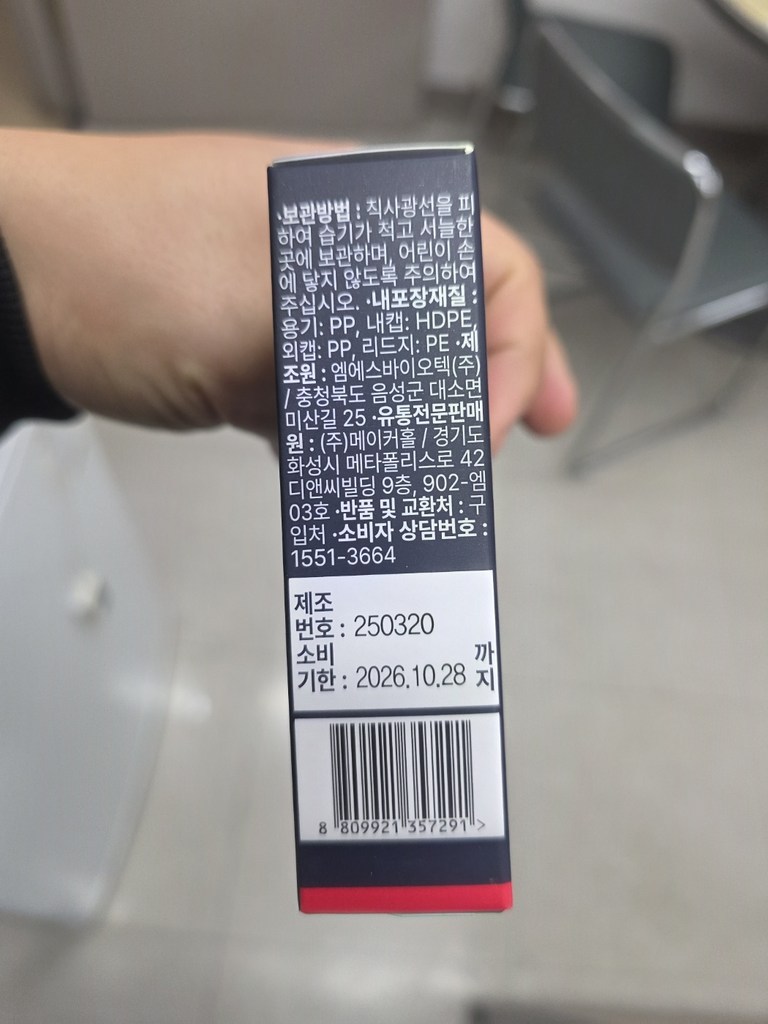 ·보관방법 : 직사광선을 피
하여 습기가 적고 서늘한
곳에 보관하며, 어린이 손
에 닿지 않도록 주의하여
주십시오. ·내포장재질 :
용기: PP, 내캡: HDPE,
외캡: PP, 리드지: PE ·제
조원 : 엠에스바이오텍(주)
/ 충청북도 음성군 대소면
미산길 25 ·유통전문판매
원 : (주)메이커홀 / 경기도
화성시 메타폴리스로 42
디앤씨빌딩 9층, 902-엠
03호 ·반품 및 교환처 : 구
입처 ·소비자 상담번호 :
1551-3664
제조
번호 : 250320
소비 까
기한 : 2026.10.28 지
8 809921 357291 >